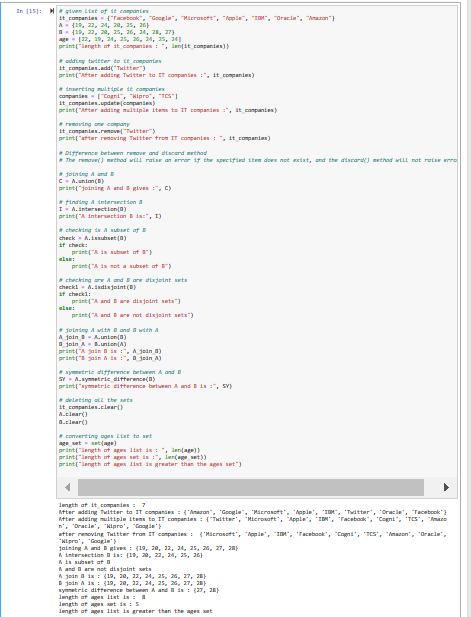 In [15]:
# given list of companies
it_companies = {"Facebook", "Google", "Microsoft", "Apple", "IBM", "Oracle", "Amazon"}
A = {19, 22, 24, 20, 25, 26}
B = {19, 22, 20, 25, 26, 24, 28, 27}
age = [22, 19, 24, 25, 26, 24, 25, 24]
print("length of it_companies : ", len(it_companies))
# adding twitter to it_companies
it_companies.add("Twitter")
print("After adding Twitter to IT companies :", it_companies)
# inserting multiple it companies
companies = ["Cogni", "Wipro", "TCS"]
it_companies.update(companies)
print("After adding multiple items to IT companies :", it_companies)
# removing one company
it_companies.remove("Twitter")
print("after removing Twitter from IT companies : ", it_companies)
# Difference between remove and discard method
# The remove() method will raise an error if the specified item does not exist, and the discard() method will not raise erro
# joining A and B
C = A.union(B)
print("joining A and B gives :", C)
# finding A intersection B
I = A.intersection(B)
print("A intersection B is:", I)
# checking is A subset of B
check = A.issubset(B)
if check:
print("A is subset of B")
else:
print("A is not a subset of B")
# checking are A and B are disjoint sets
check1 = A.isdisjoint(B)
if check1:
print("A and B are disjoint sets")
else:
print("A and B are not disjoint sets")
# joining A with B and B with A
A_join_B = A.union(B)
B_join_A = B.union(A)
print("A join B is :", A_join_B)
print("B join A is :", B_join_A)
# symmetric difference between A and B
SY = A.symmetric_difference(B)
print("symmetric difference between A and B is :", SY)
# deleting all the sets
it_companies.clear()
A.clear()
B.clear()
# converting ages list to set
age_set = set(age)
print("length of ages list is : ", len(age))
print("length of ages set is :", len(age_set))
print("length of ages list is greater than the ages set")
length of it_companies :  7
After adding Twitter to IT companies : {'Amazon', 'Google', 'Microsoft', 'Apple', 'IBM', 'Twitter', 'Oracle', 'Facebook'}
After adding multiple items to IT companies : {'Twitter', 'Microsoft', 'Apple', 'IBM', 'Facebook', 'Cogni', 'TCS', 'Amazo
n', 'Oracle', 'Wipro', 'Google'}
after removing Twitter from IT companies :  {'Microsoft', 'Apple', 'IBM', 'Facebook', 'Cogni', 'TCS', 'Amazon', 'Oracle',
'Wipro', 'Google'}
joining A and B gives : {19, 20, 22, 24, 25, 26, 27, 28}
A intersection B is: {19, 20, 22, 24, 25, 26}
A is subset of B
A and B are not disjoint sets
A join B is : {19, 20, 22, 24, 25, 26, 27, 28}
B join A is : {19, 20, 22, 24, 25, 26, 27, 28}
symmetric difference between A and B is : {27, 28}
length of ages list is :  8
length of ages set is : 5
length of ages list is greater than the ages set